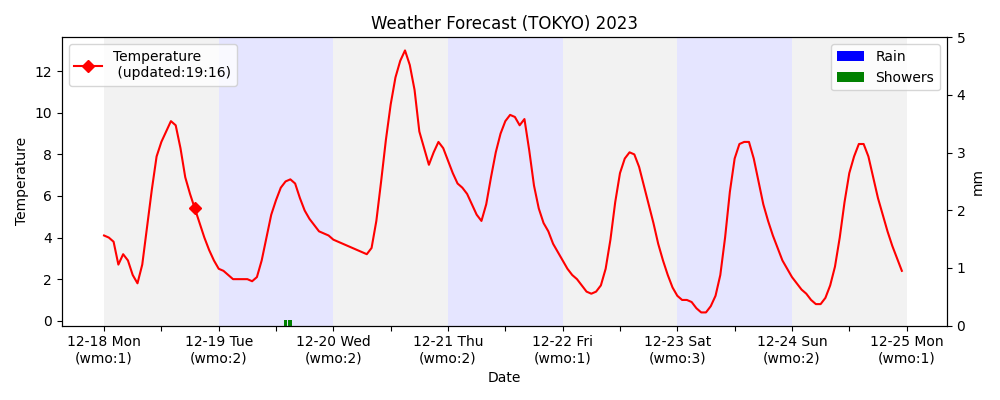 Weather Forecast (TOKYO) 2023
Temperature
(updated:19:16)
Rain
Showers
Temperature
12
10
8
6
4
2
0
5
4
3
2
1
0
mm
12-18 Mon 12-19 Tue 12-20 Wed 12-21 Thu 12-22 Fri 12-23 Sat 12-24 Sun 12-25 Mon
(wmo:1) (wmo:2) (wmo:2) (wmo:2) (wmo:1) (wmo:3) (wmo:2) (wmo:1)
Date